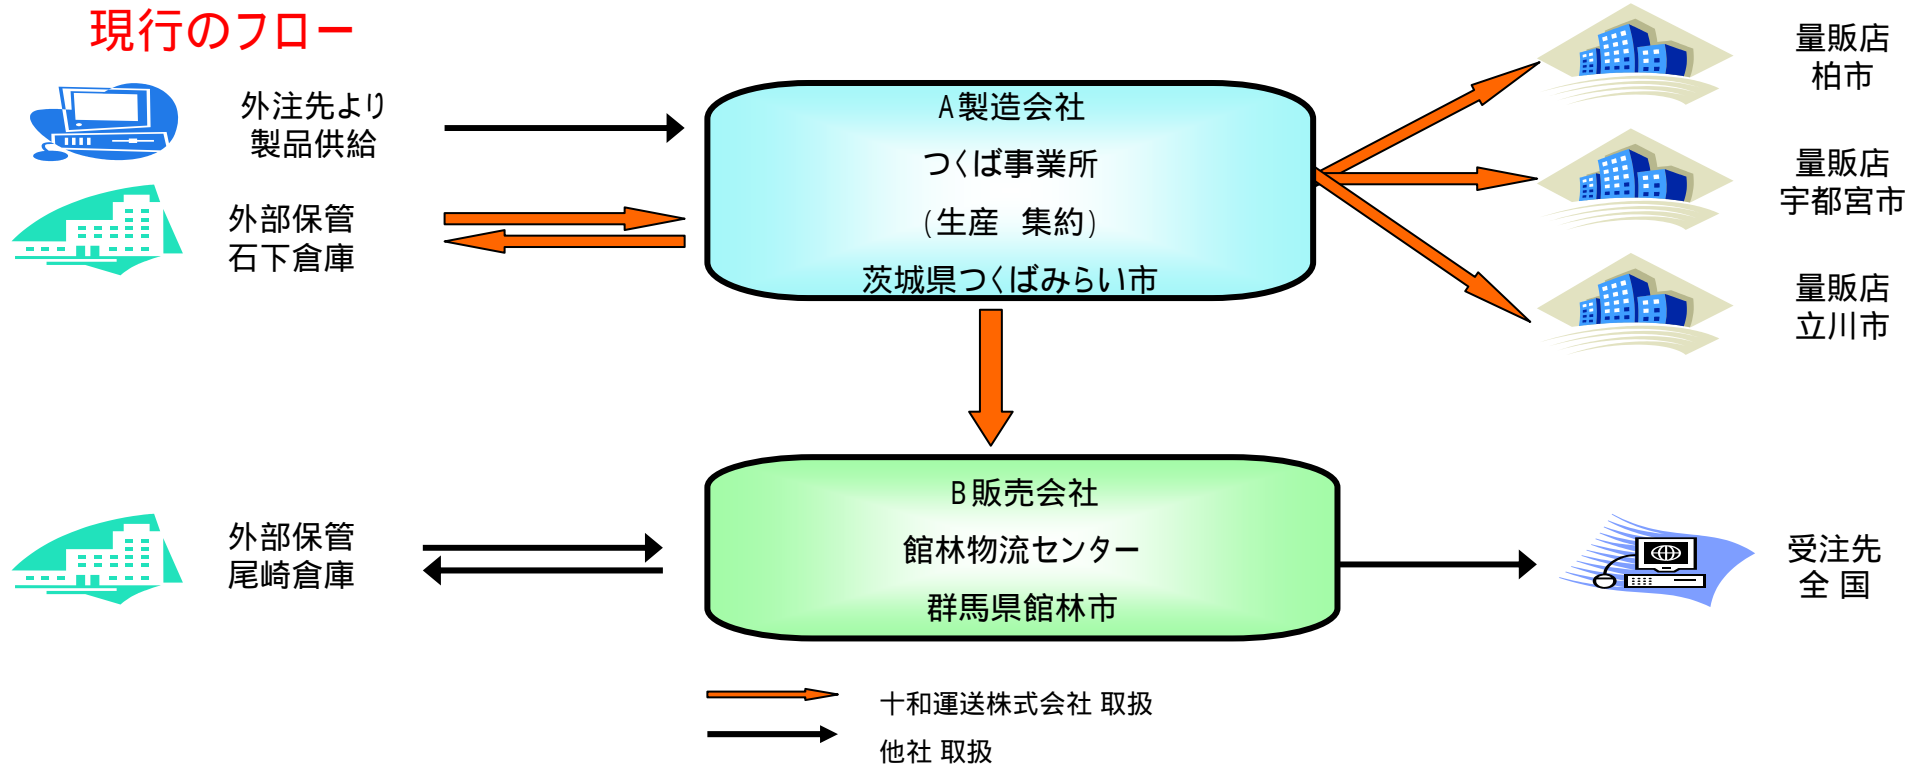 現行のフロー
外注先より
製品供給
外部保管
石下倉庫
A製造会社
つくば事業所
(生産 集約)
茨城県つくばみらい市
量販店
柏市
量販店
宇都宮市
量販店
立川市
外部保管
尾崎倉庫
B販売会社
館林物流センター
群馬県館林市
受注先
全 国
十和運送株式会社 取扱
他社 取扱